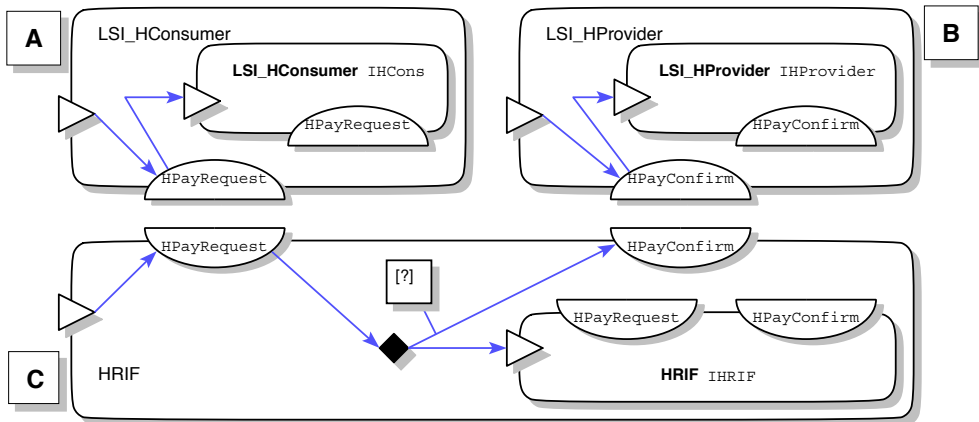 A
LSI_HConsumer
LSI_HConsumer IHCons
HPayRequest
HPayRequest
B
LSI_HProvider
LSI_HProvider IHProvider
HPayConfirm
HPayConfirm
C
HPayRequest
HPayConfirm
[?]
HPayRequest
HPayConfirm
HRIF IHRIF
HRIF